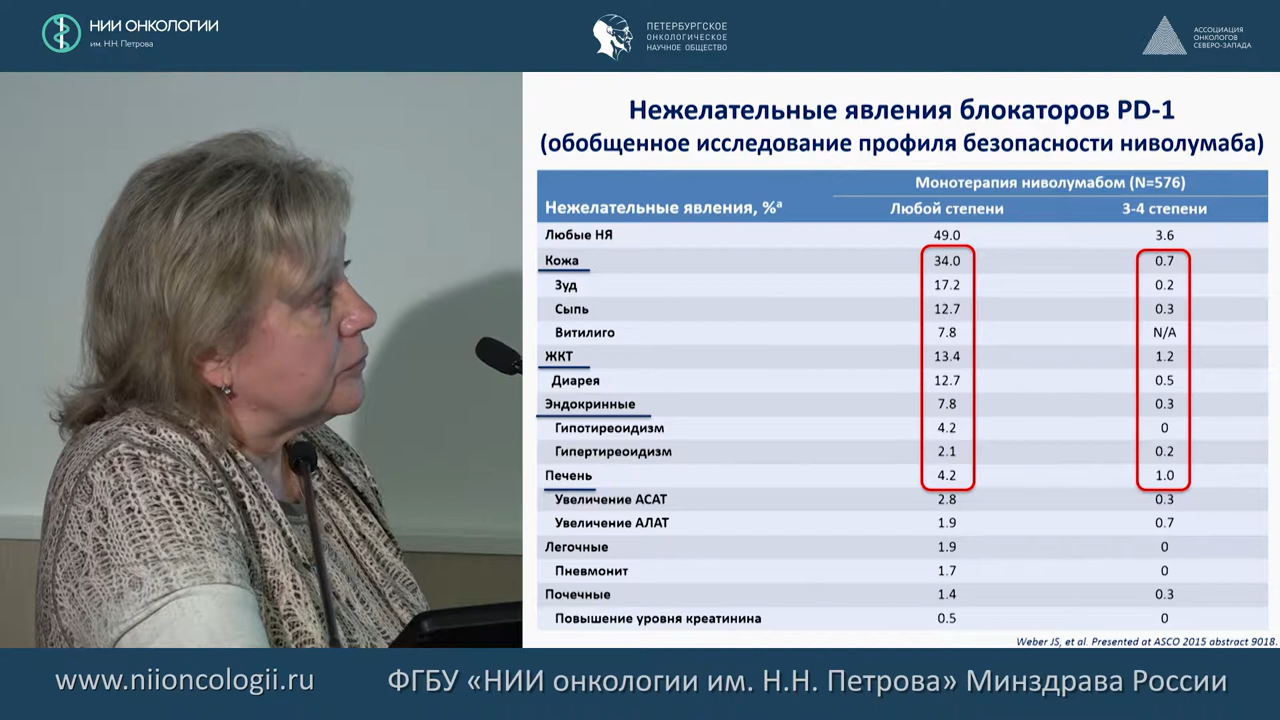 НИИ ОНКОЛОГИИ
им. Н.Н. Петрова
ПЕТЕРБУРГСКОЕ
ОНКОЛОГИЧЕСКОЕ
НАУЧНОЕ ОБЩЕСТВО
АССОЦИАЦИЯ
ОНКОЛОГОВ
СЕВЕРО-ЗАПАДА
Нежелательные явления блокаторов PD-1
(обобщенное исследование профиля безопасности ниволумаба)
Монотерапия ниволумабом (N=576)
Нежелательные явления, %ª Любой степени 3-4 степени
Любые НЯ 49.0 3.6
Кожа 34.0 0.7
Зуд 17.2 0.2
Сыпь 12.7 0.3
Витилиго 7.8 N/A
ЖКТ 13.4 1.2
Диарея 12.7 0.5
Эндокринные 7.8 0.3
Гипотиреоидизм 4.2 0
Гипертиреоидизм 2.1 0.2
Печень 4.2 1.0
Увеличение АСАТ 2.8 0.3
Увеличение АЛАТ 1.9 0.7
Легочные 1.9 0
Пневмонит 1.7 0
Почечные 1.4 0.3
Повышение уровня креатинина 0.5 0
Weber JS, et al. Presented at ASCO 2015 abstract 9018.
www.niioncologii.ru ФГБУ «НИИ онкологии им. Н.Н. Петрова» Минздрава России